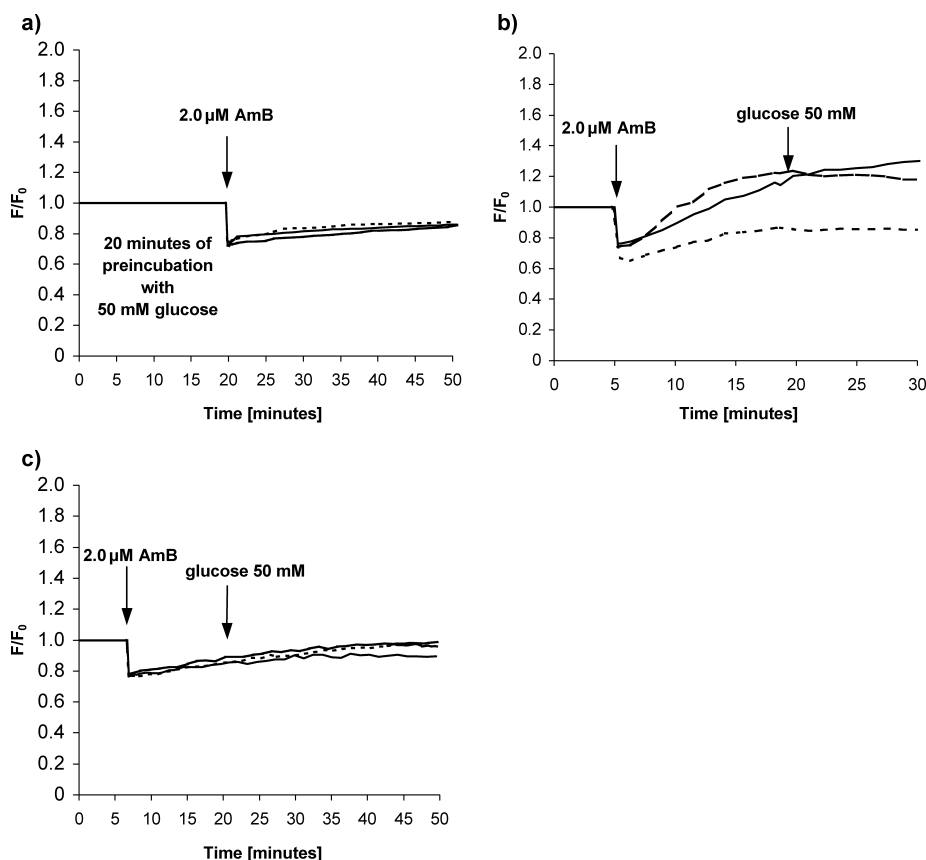 a)
2.0
1.8
1.6
1.4
1.2
1.0
0.8
0.6
0.4
0.2
0
F/F0
2.0 µM AmB
20 minutes of
preincubation
with
50 mM glucose
0 5 10 15 20 25 30 35 40 45 50
Time [minutes]
b)
2.0
1.8
1.6
1.4
1.2
1.0
0.8
0.6
0.4
0.2
0
F/F0
2.0 µM AmB
glucose 50 mM
0 5 10 15 20 25 30
Time [minutes]
c)
2.0
1.8
1.6
1.4
1.2
1.0
0.8
0.6
0.4
0.2
0
F/F0
2.0 µM AmB
glucose 50 mM
0 5 10 15 20 25 30 35 40 45 50
Time [minutes]